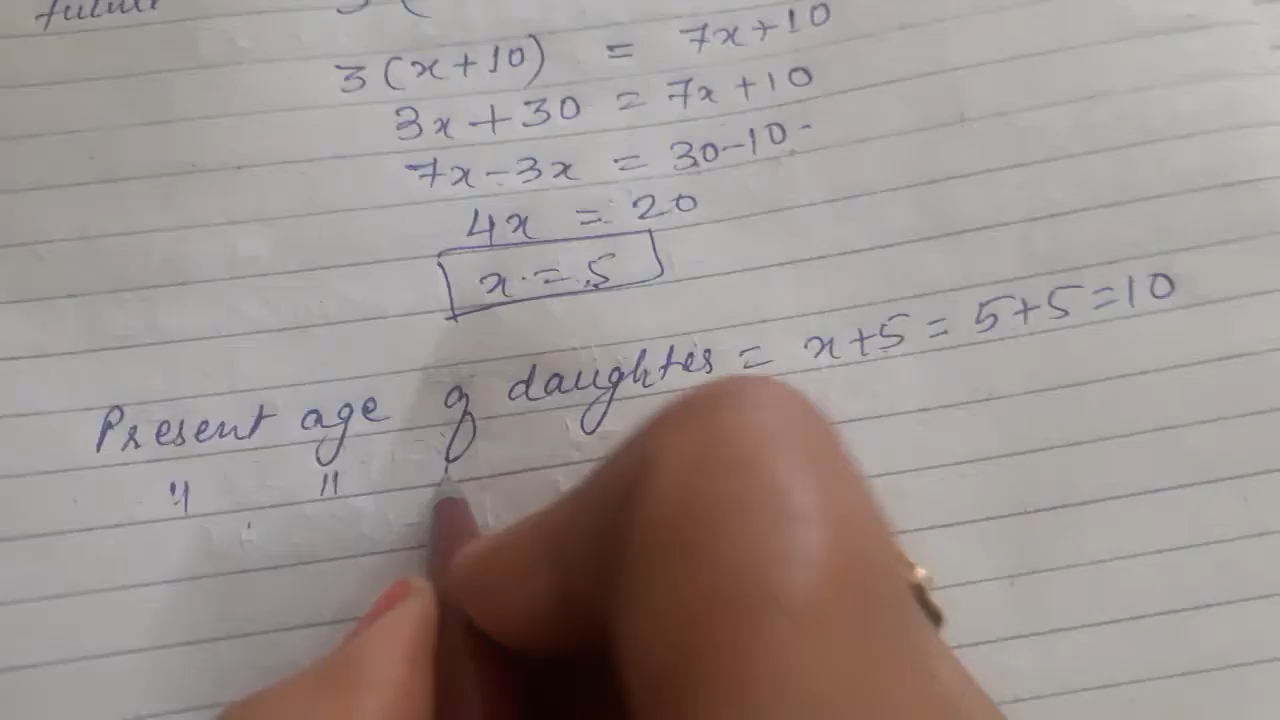 future
3(x+10) = 7x+10
3x+30 = 7x+10
7x-3x = 30-10
4x = 20
x = 5
Present age of daughter = x+5 = 5+5=10
" "